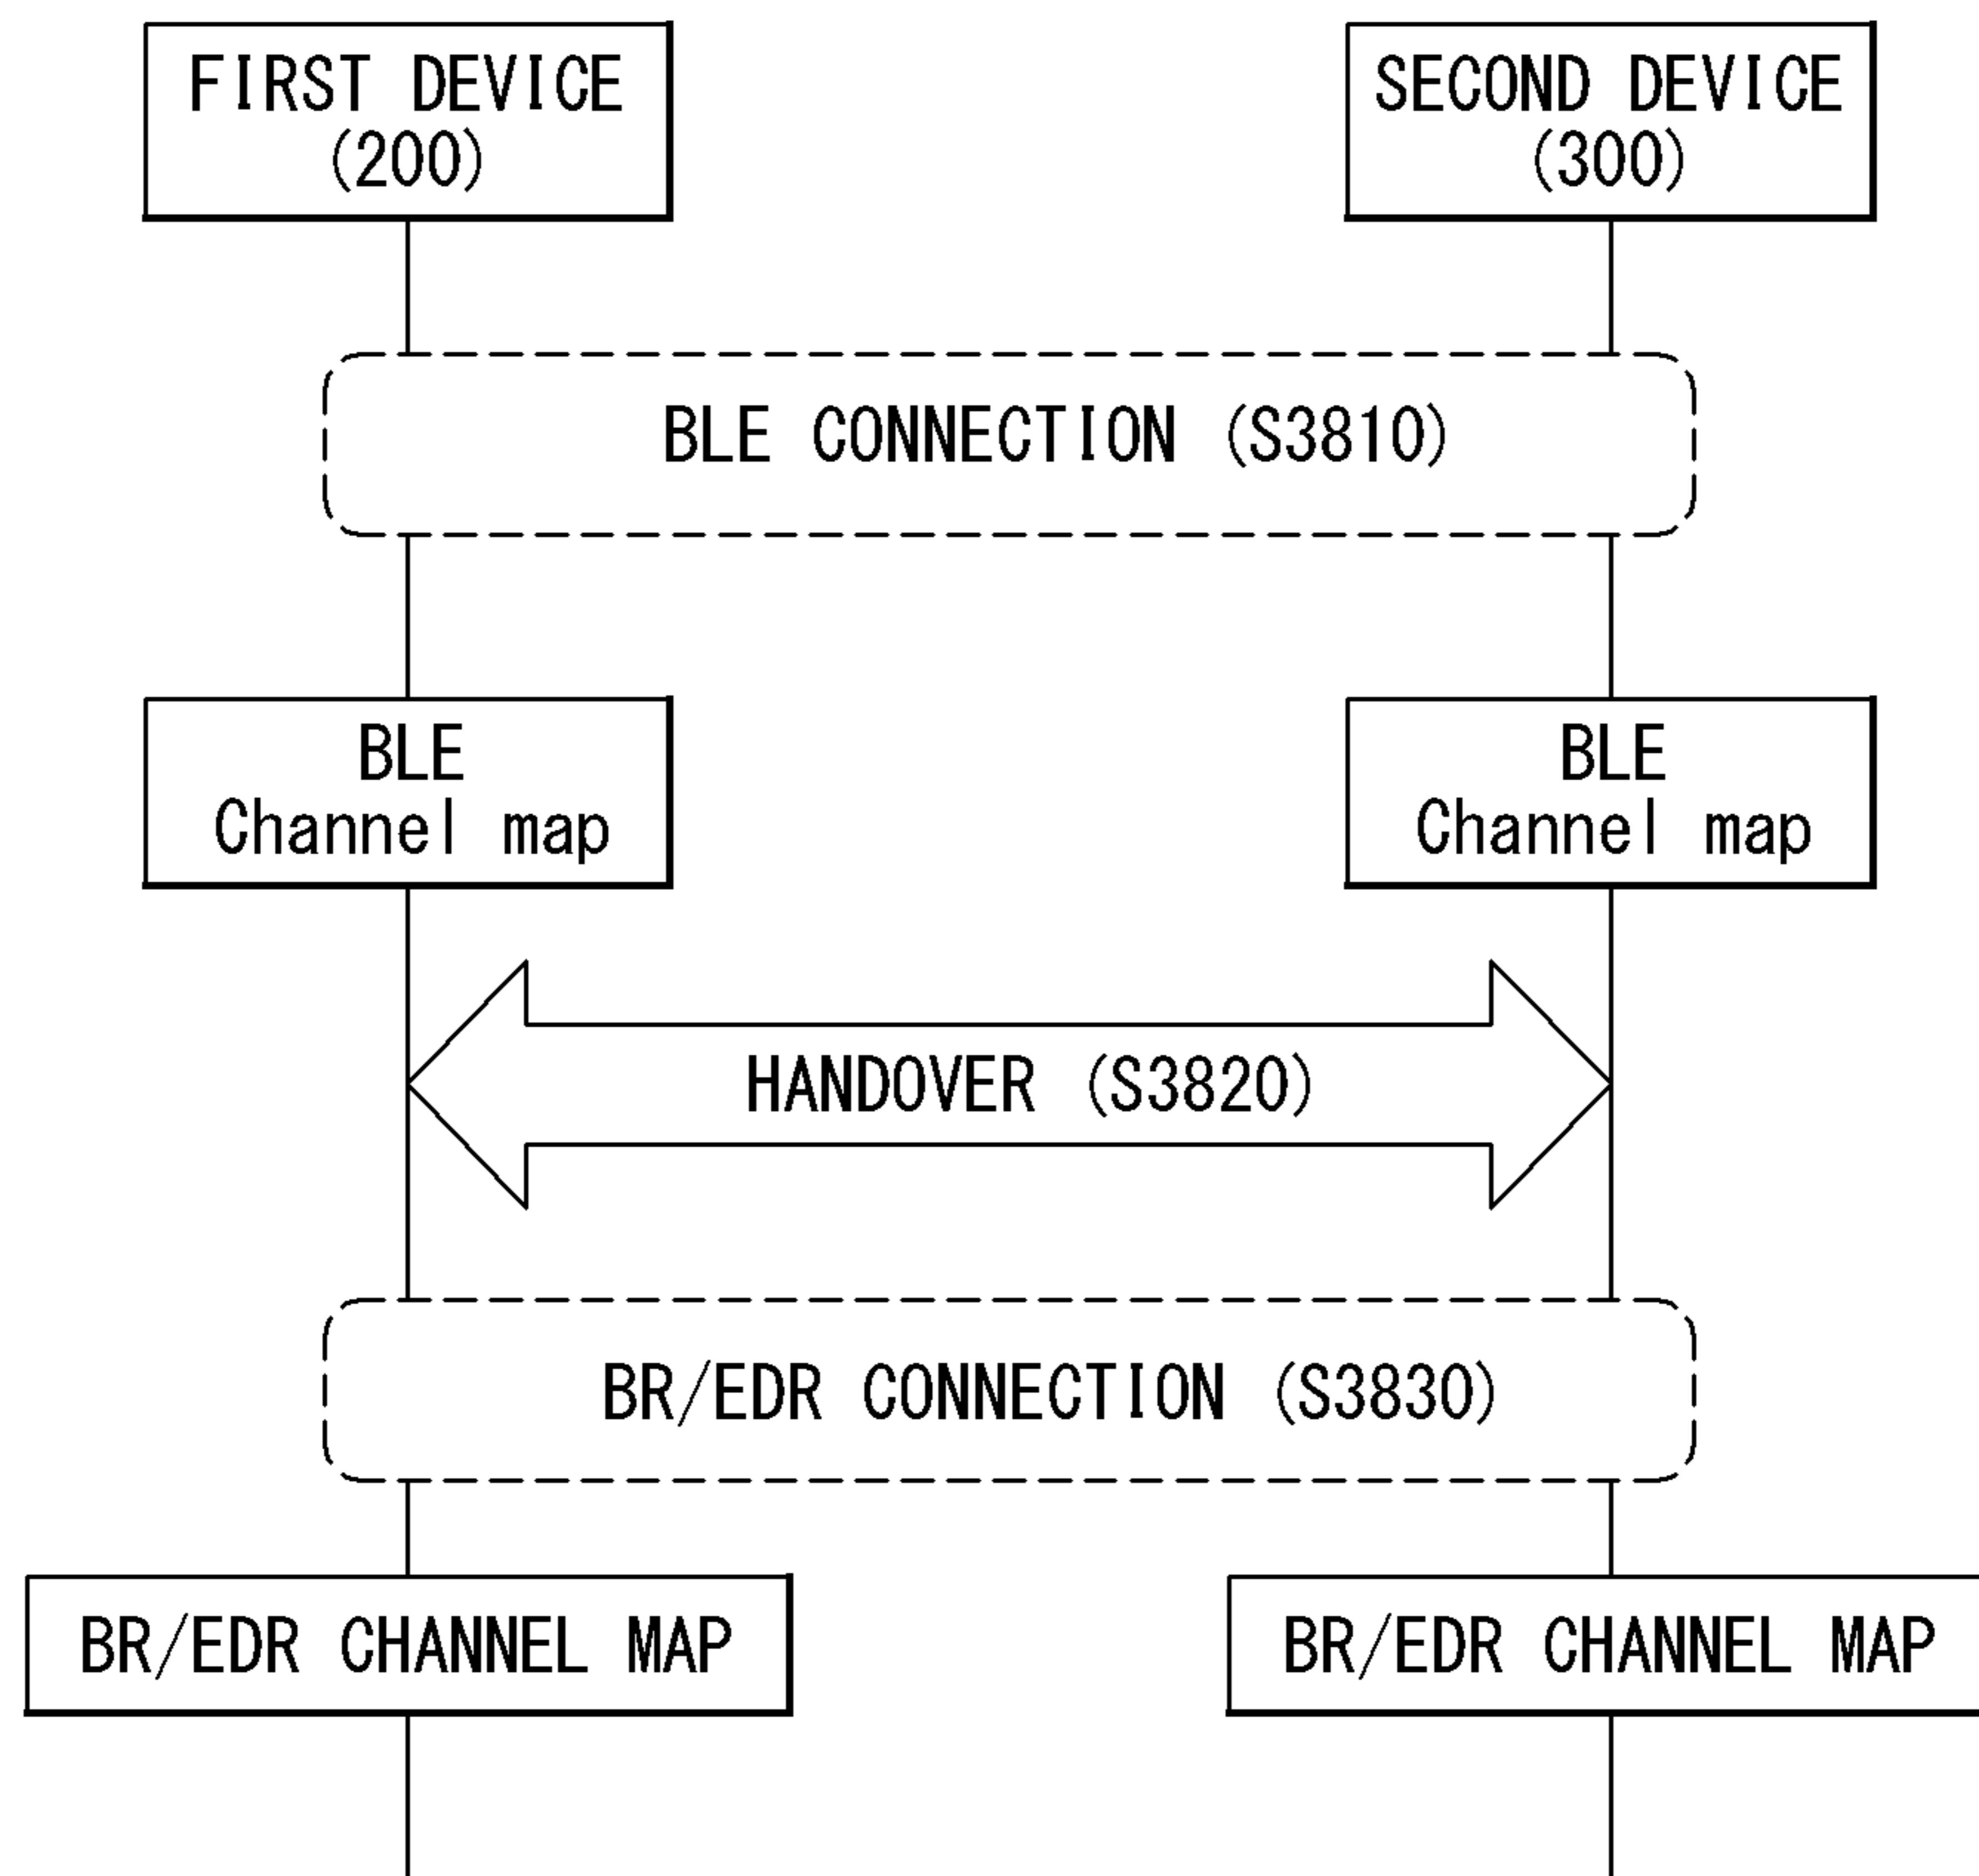 FIRST DEVICE
(200)
SECOND DEVICE
(300)
BLE CONNECTION (S3810)
BLE
Channel map
BLE
Channel map
HANDOVER (S3820)
BR/EDR CONNECTION (S3830)
BR/EDR CHANNEL MAP
BR/EDR CHANNEL MAP